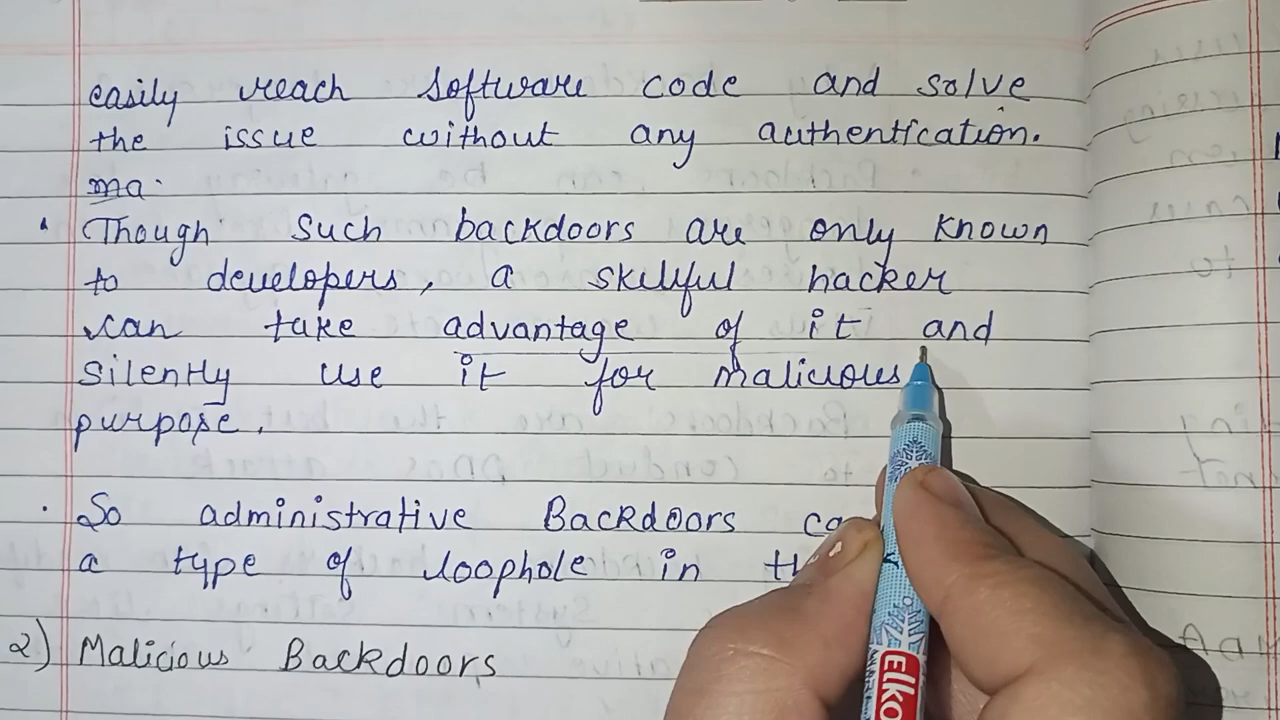 easily reach software code and solve
the issue without any authentication.
ma.
• Though such backdoors are only known
to developers, a skillful hacker
can take advantage of it and
silently use it for malicious
purpose.
• So administrative Backdoors
a type of loophole in
2) Malicious Backdoors
Elko